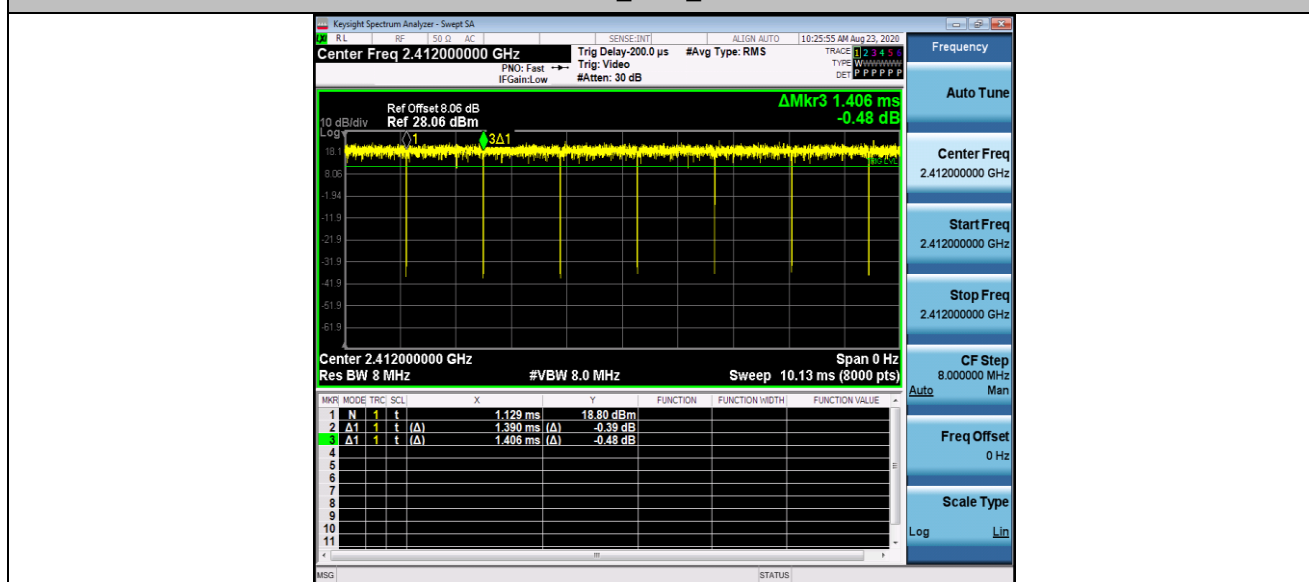 Keysight Spectrum Analyzer - Swept SA
RL RF 50 Ω AC SENSE:INT ALIGN AUTO 10:25:55 AM Aug 23, 2020
Center Freq 2.412000000 GHz
PNO: Fast
IFGain:Low
Trig Delay-200.0 µs
Trig: Video
#Atten: 30 dB
#Avg Type: RMS
TRACE 1 2 3 4 5 6
TYPE WWWWWW
DET P P P P P P
Ref Offset 8.06 dB
10 dB/div Ref 28.06 dBm
ΔMkr3 1.406 ms
-0.48 dB
Log
1
3Δ1
18.1
8.06
-1.94
-11.9
-21.9
-31.9
-41.9
-51.9
-61.9
Center 2.412000000 GHz Span 0 Hz
Res BW 8 MHz #VBW 8.0 MHz Sweep 10.13 ms (8000 pts)
MKR MODE TRC SCL X Y FUNCTION FUNCTION WIDTH FUNCTION VALUE
1 N 1 t 1.129 ms 18.80 dBm
2 Δ1 1 t (Δ) 1.390 ms (Δ) -0.39 dB
3 Δ1 1 t (Δ) 1.406 ms (Δ) -0.48 dB
4
5
6
7
8
9
10
11
MSG STATUS
Frequency
Auto Tune
Center Freq
2.412000000 GHz
Start Freq
2.412000000 GHz
Stop Freq
2.412000000 GHz
CF Step
8.000000 MHz
Auto Man
Freq Offset
0 Hz
Scale Type
Log Lin